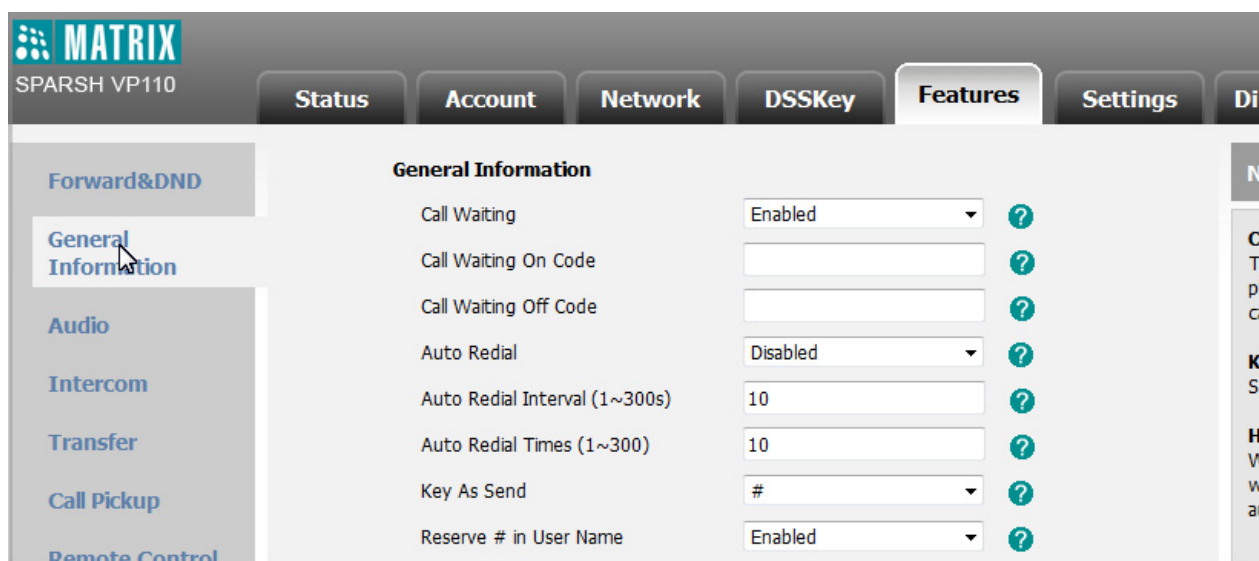 MATRIX
SPARSH VP110
Status
Account
Network
DSSKey
Features
Settings
Forward&DND
General
Information
Audio
Intercom
Transfer
Call Pickup
Remote Control
General Information
Call Waiting
Enabled
Call Waiting On Code
Call Waiting Off Code
Auto Redial
Disabled
Auto Redial Interval (1~300s)
10
Auto Redial Times (1~300)
10
Key As Send
#
Reserve # in User Name
Enabled